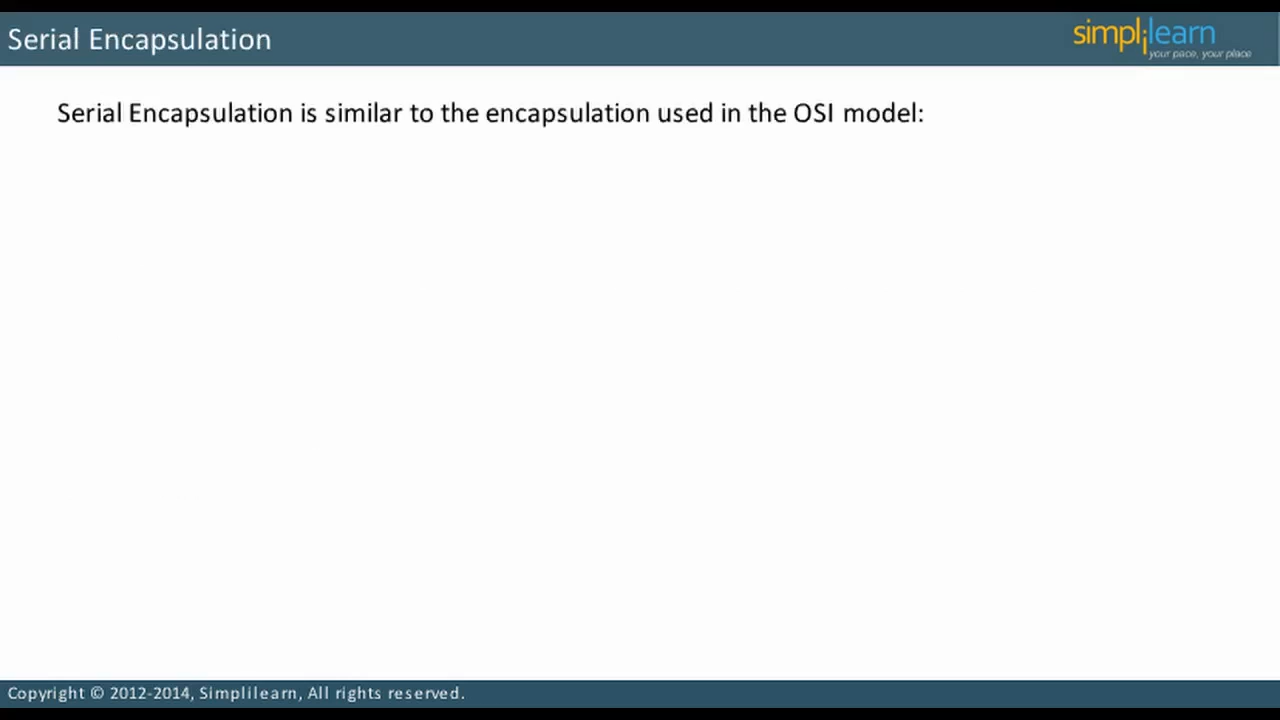 Serial Encapsulation
simplilearn
your pace, your place
Serial Encapsulation is similar to the encapsulation used in the OSI model:
Copyright © 2012-2014, Simplilearn, All rights reserved.